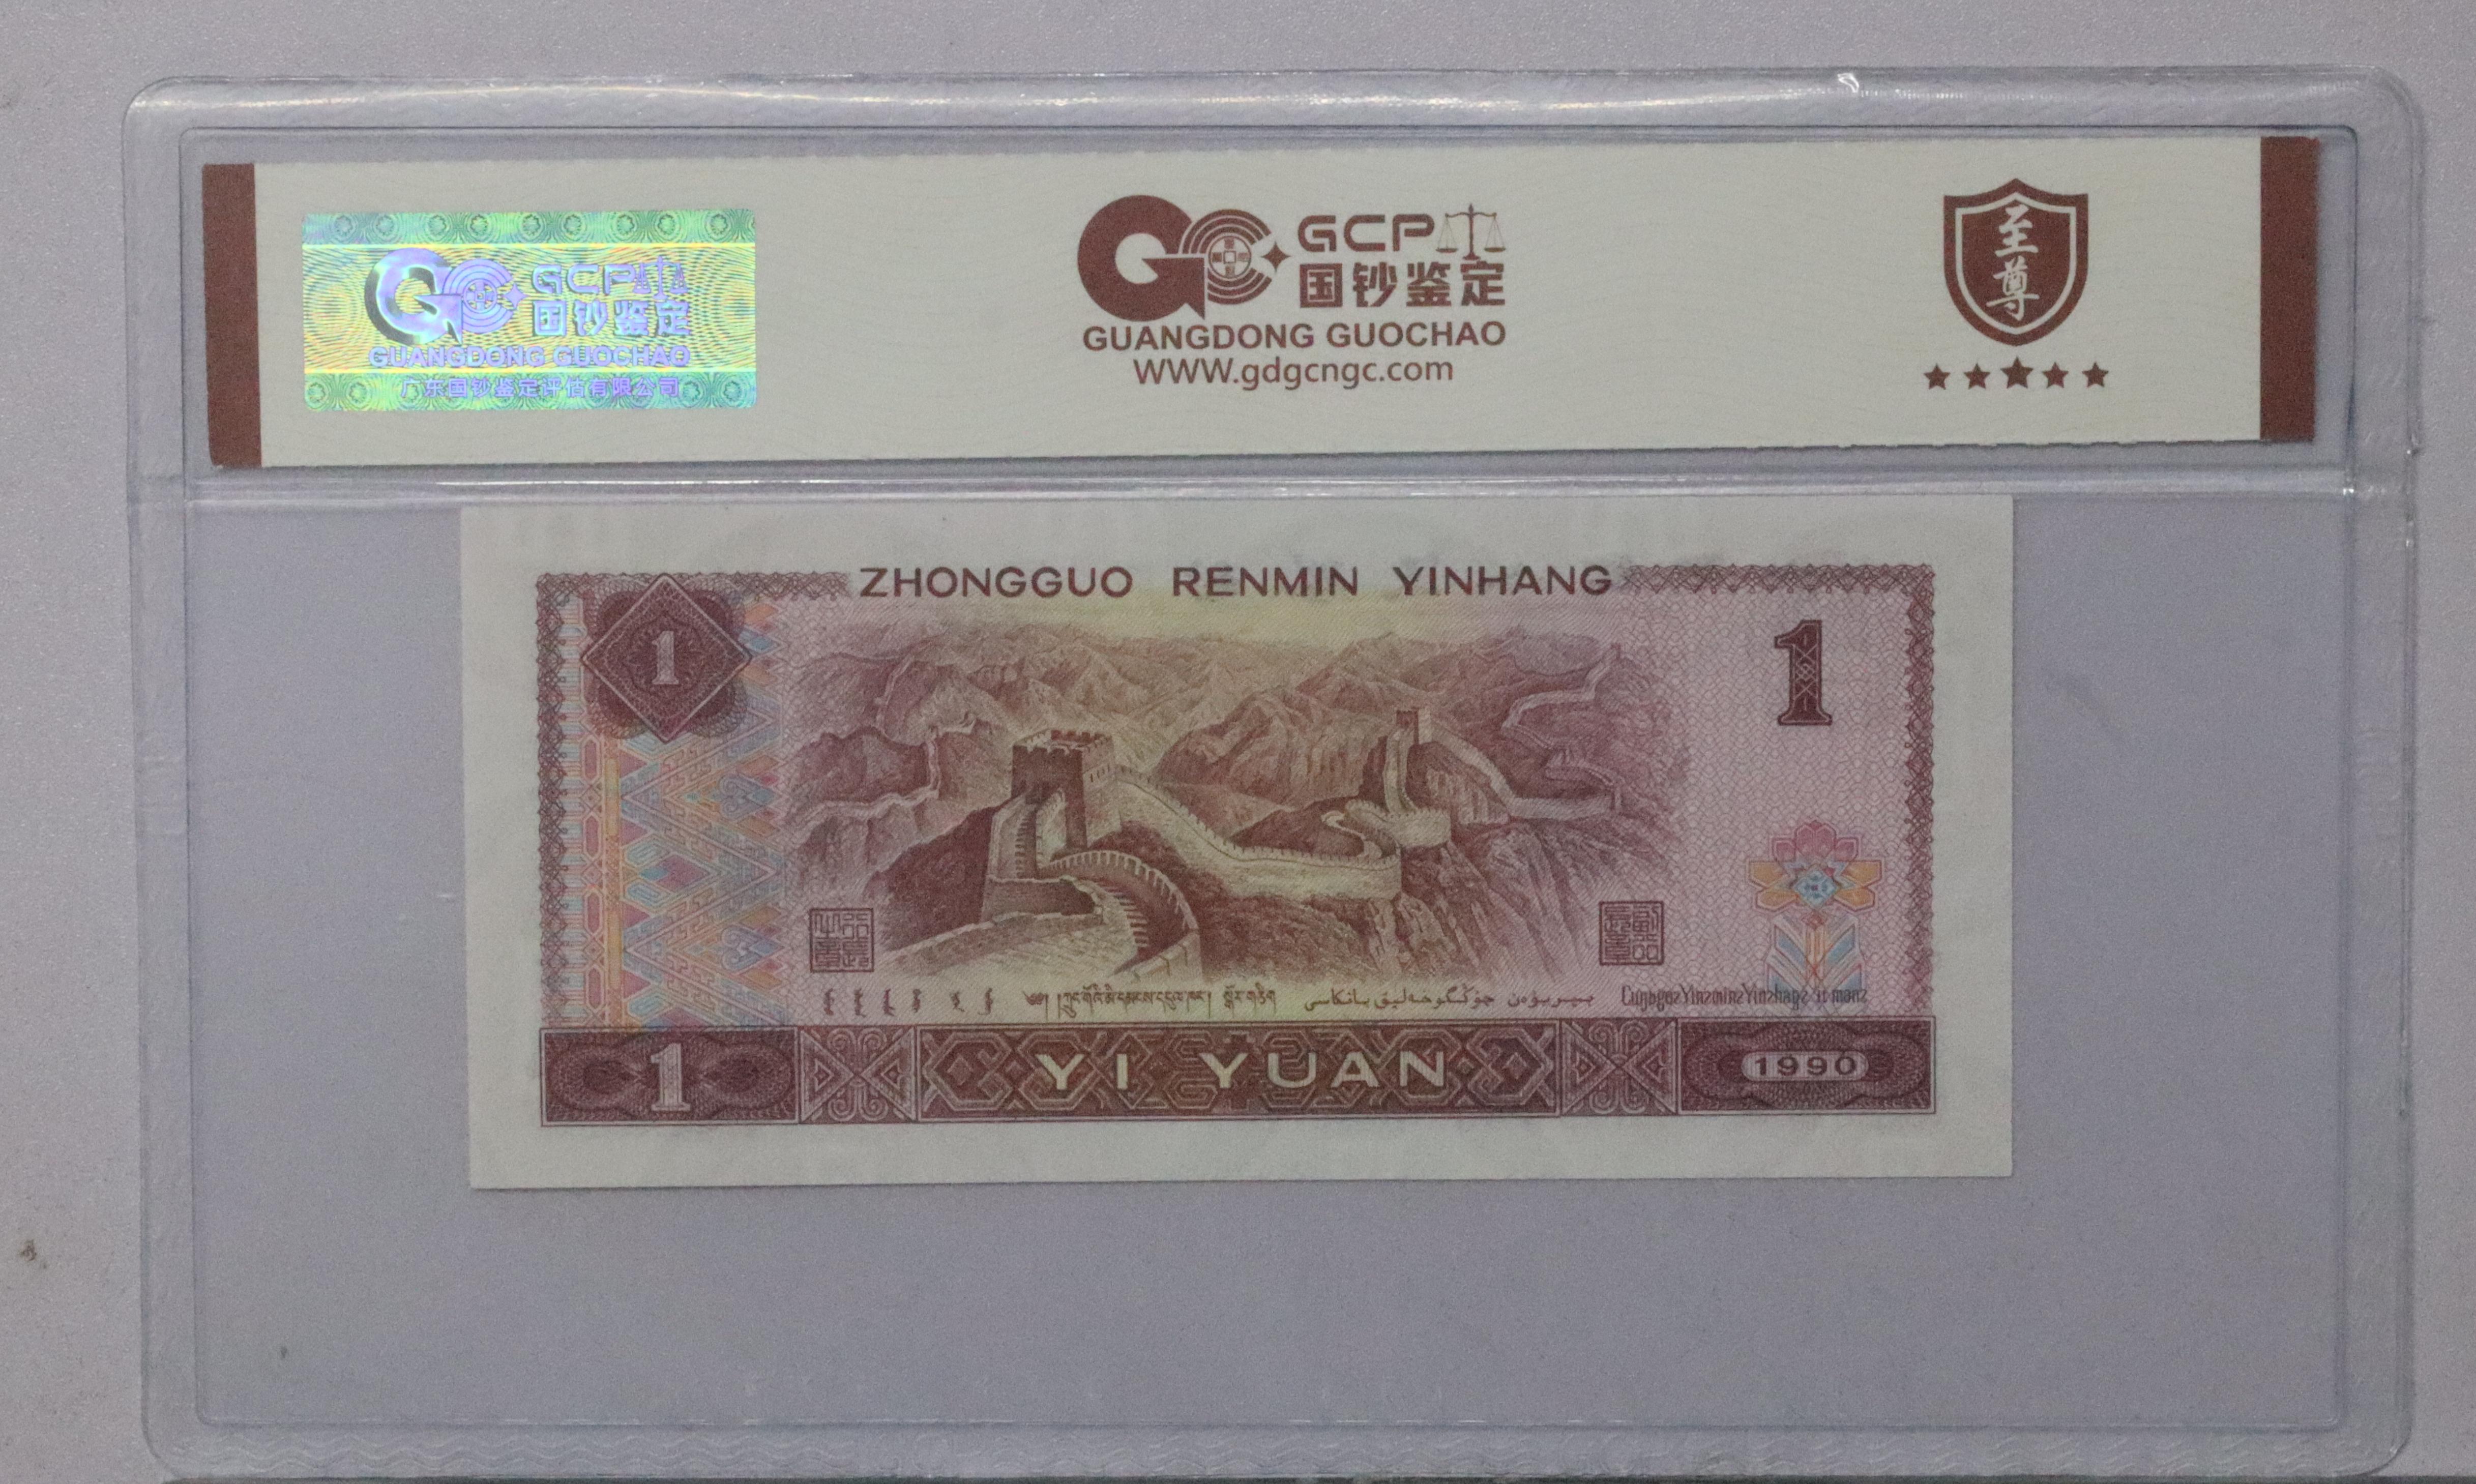 GCP
国钞鉴定
GUANGDONG GUOCHAO
广东国钞鉴定评估有限公司
GCP
国钞鉴定
GUANGDONG GUOCHAO
WWW.gdgcngc.com
至尊
ZHONGGUO RENMIN YINHANG
1
1
1
YI YUAN
1990